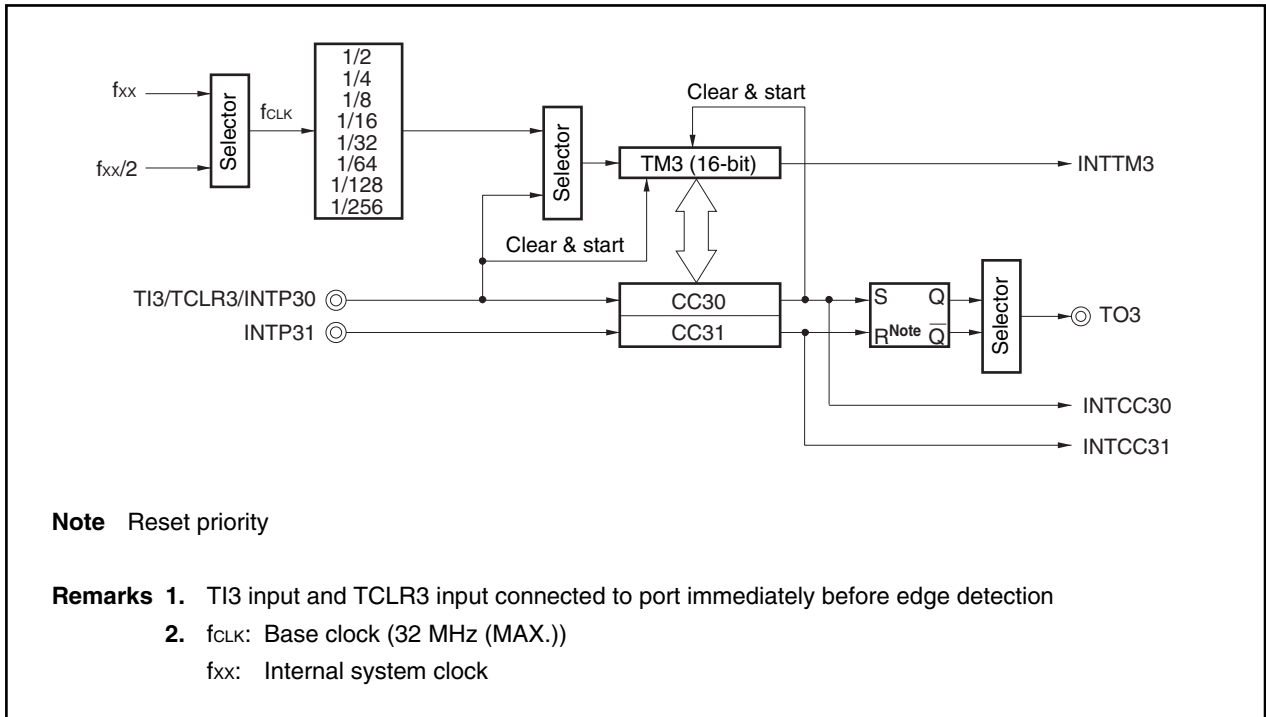 fxx
fxx/2
Selector
fCLK
1/2
1/4
1/8
1/16
1/32
1/64
1/128
1/256
Selector
Clear & start
TM3 (16-bit)
INTTM3
Clear & start
TI3/TCLR3/INTP30
INTP31
CC30
CC31
S Q
R Note Q̅
Selector
TO3
INTCC30
INTCC31
Note Reset priority
Remarks 1. TI3 input and TCLR3 input connected to port immediately before edge detection
2. fCLK: Base clock (32 MHz (MAX.))
fxx: Internal system clock